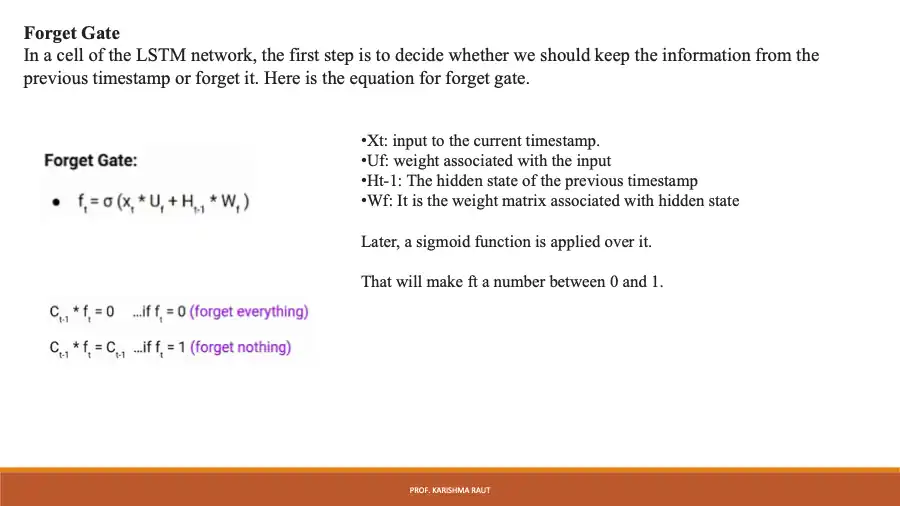 Forget Gate
In a cell of the LSTM network, the first step is to decide whether we should keep the information from the
previous timestamp or forget it. Here is the equation for forget gate.
Forget Gate:
• fₜ = σ (xₜ * U_f + Hₜ₋₁ * W_f )
Cₜ₋₁ * fₜ = 0 ...if fₜ = 0 (forget everything)
Cₜ₋₁ * fₜ = Cₜ₋₁ ...if fₜ = 1 (forget nothing)
•Xt: input to the current timestamp.
•Uf: weight associated with the input
•Ht-1: The hidden state of the previous timestamp
•Wf: It is the weight matrix associated with hidden state
Later, a sigmoid function is applied over it.
That will make ft a number between 0 and 1.
PROF. KARISHMA RAUT